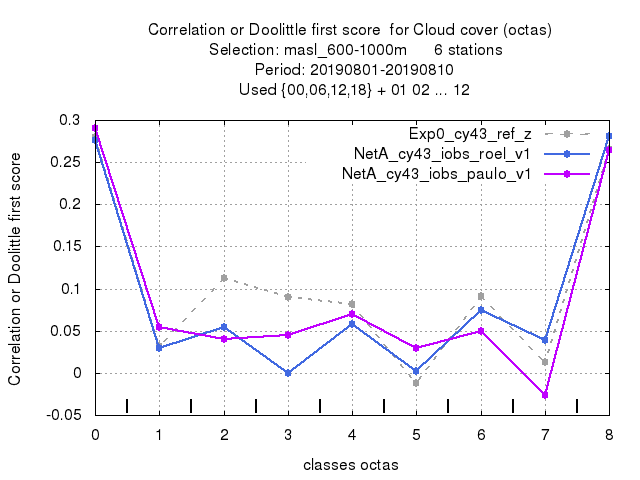 Correlation or Doolittle first score  for Cloud cover (octas)
Selection: masl_600-1000m      6 stations
Period: 20190801-20190810
Used {00,06,12,18} + 01 02 ... 12
Correlation or Doolittle first score
0.3
0.25
0.2
0.15
0.1
0.05
0
-0.05
Exp0_cy43_ref_z
NetA_cy43_iobs_roel_v1
NetA_cy43_iobs_paulo_v1
0 1 2 3 4 5 6 7 8
classes octas